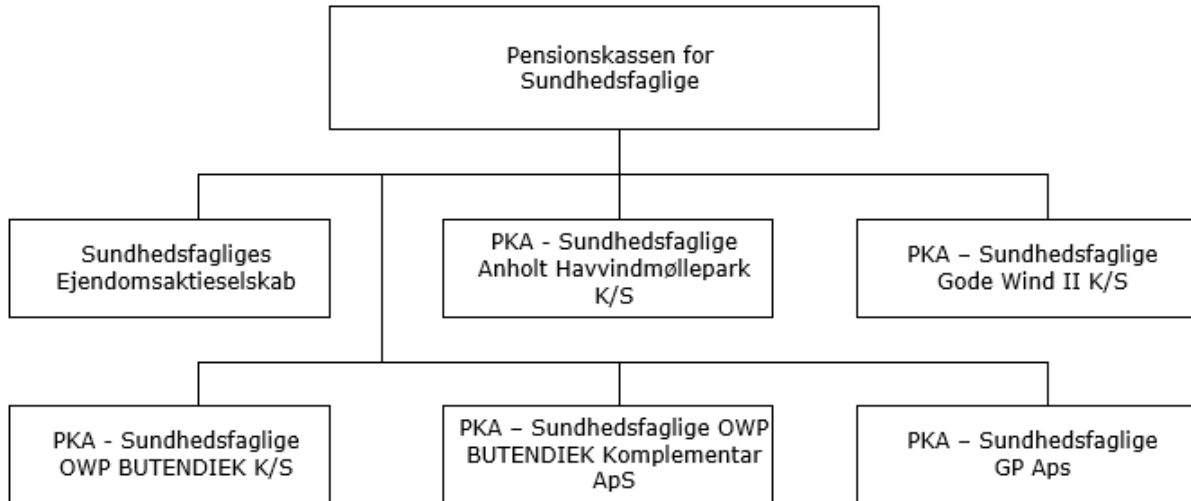 Pensionskassen for
Sundhedsfaglige
Sundhedsfagliges
Ejendomsaktieselskab
PKA - Sundhedsfaglige
Anholt Havvindmøllepark
K/S
PKA – Sundhedsfaglige
Gode Wind II K/S
PKA - Sundhedsfaglige
OWP BUTENDIEK K/S
PKA – Sundhedsfaglige OWP
BUTENDIEK Komplementar
ApS
PKA – Sundhedsfaglige
GP Aps